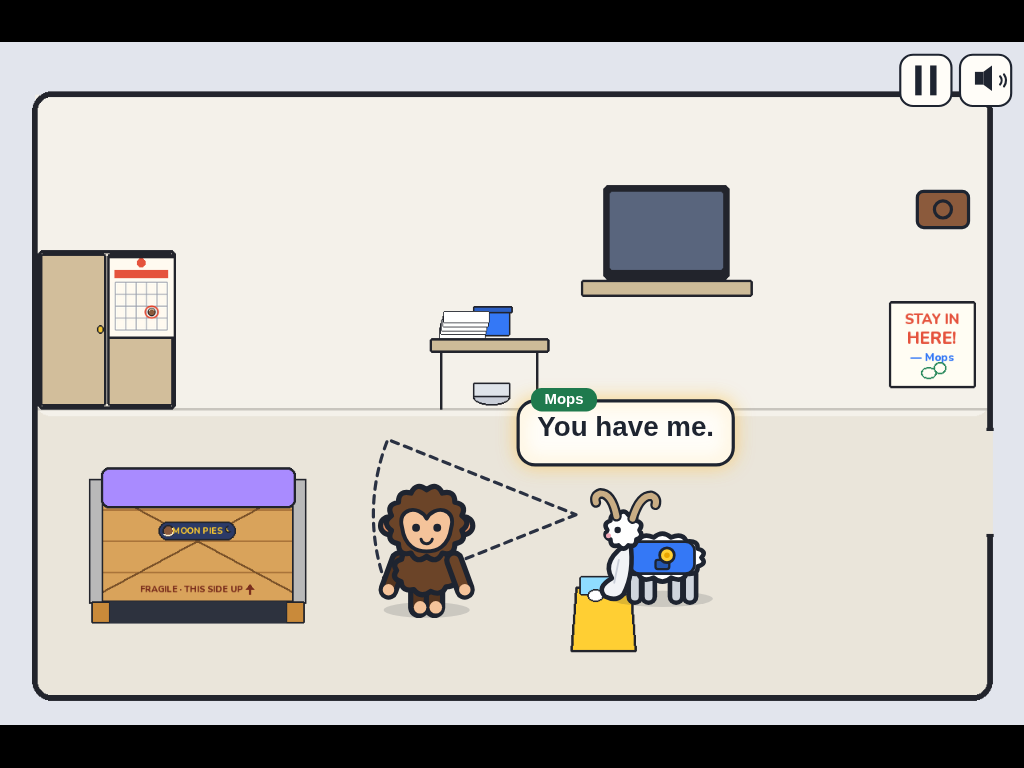 STAY IN
HERE!
— Mops
Mops
You have me.
MOON PIES
FRAGILE · THIS SIDE UP